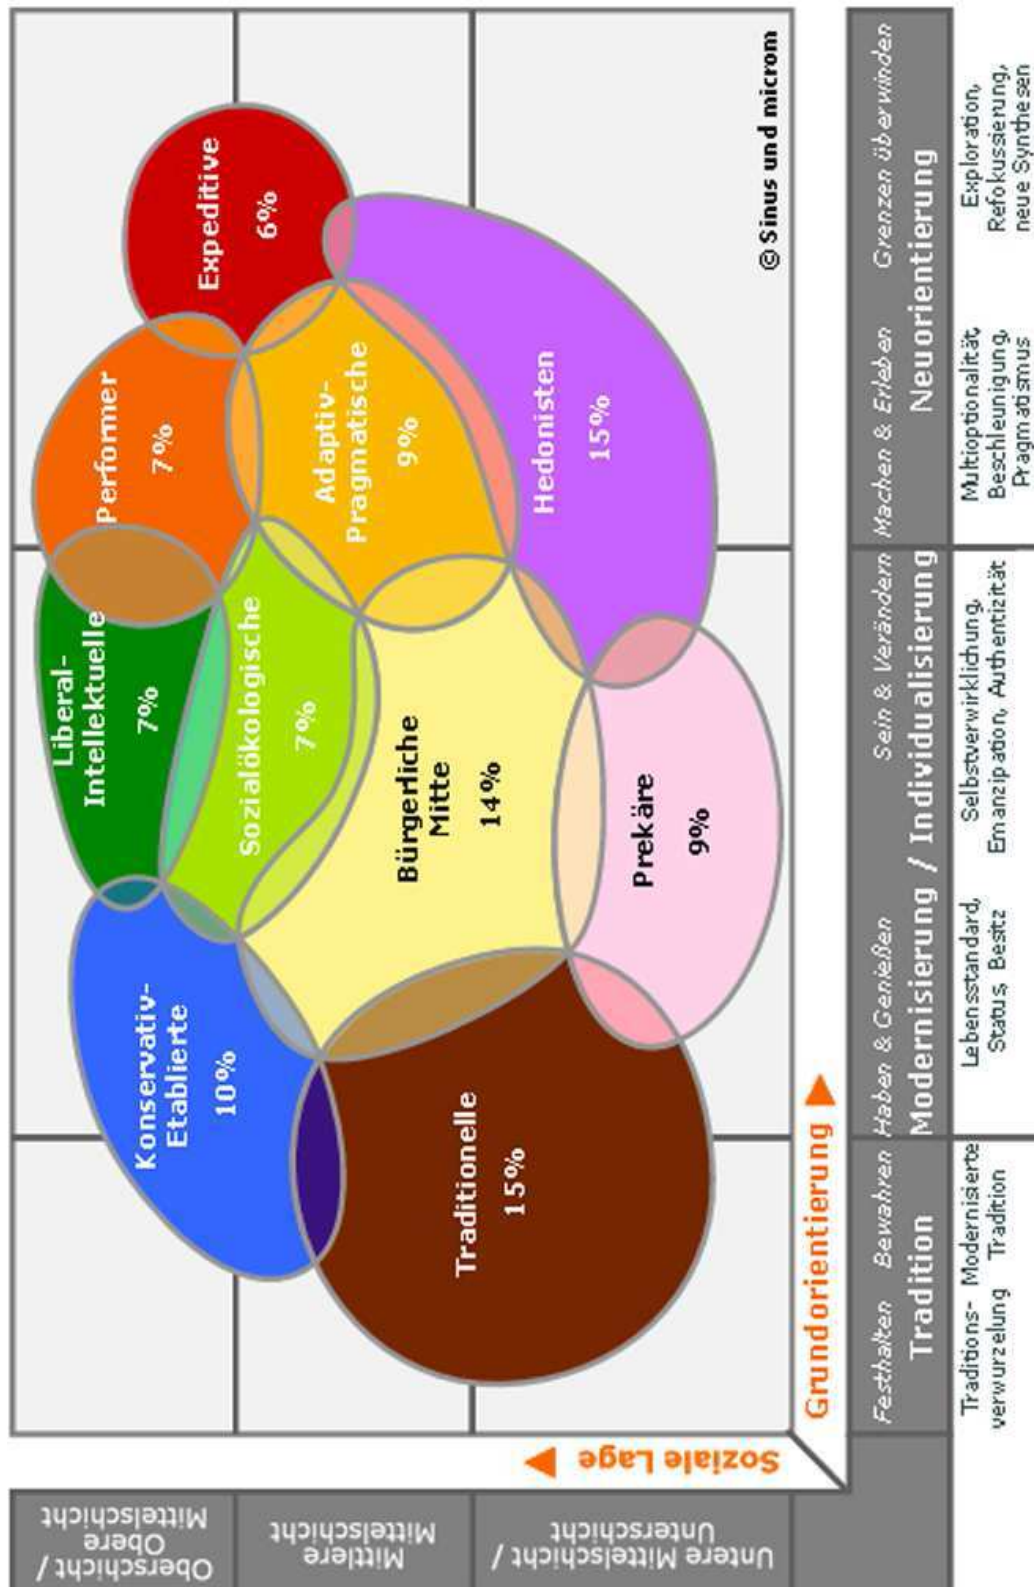 Oberschicht /
Obere
Mittelschicht
Mittlere
Mittelschicht
Untere Mittelschicht /
Unterschicht
Soziale Lage
Konservativ-
Etablierte
10%
Liberal-
Intellektuelle
7%
Performer
7%
Expeditive
6%
Sozialökologische
7%
Adaptiv-
Pragmatische
9%
Bürgerliche
Mitte
14%
Traditionelle
15%
Hedonisten
15%
Prekäre
9%
© Sinus und microm
Grundorientierung
Festhalten Bewahren
Tradition
Haben & Genießen Sein & Verändern
Modernisierung / Individualisierung
Machen & Erleben Grenzen überwinden
Neuorientierung
Traditions-
verwurzelung
Modernisierte
Tradition
Lebensstandard,
Status, Besitz
Selbstverwirklichung,
Emanzipation, Authentizität
Multioptionalität
Beschleunigung,
Pragmatismus
Exploration,
Refokussierung,
neue Synthesen